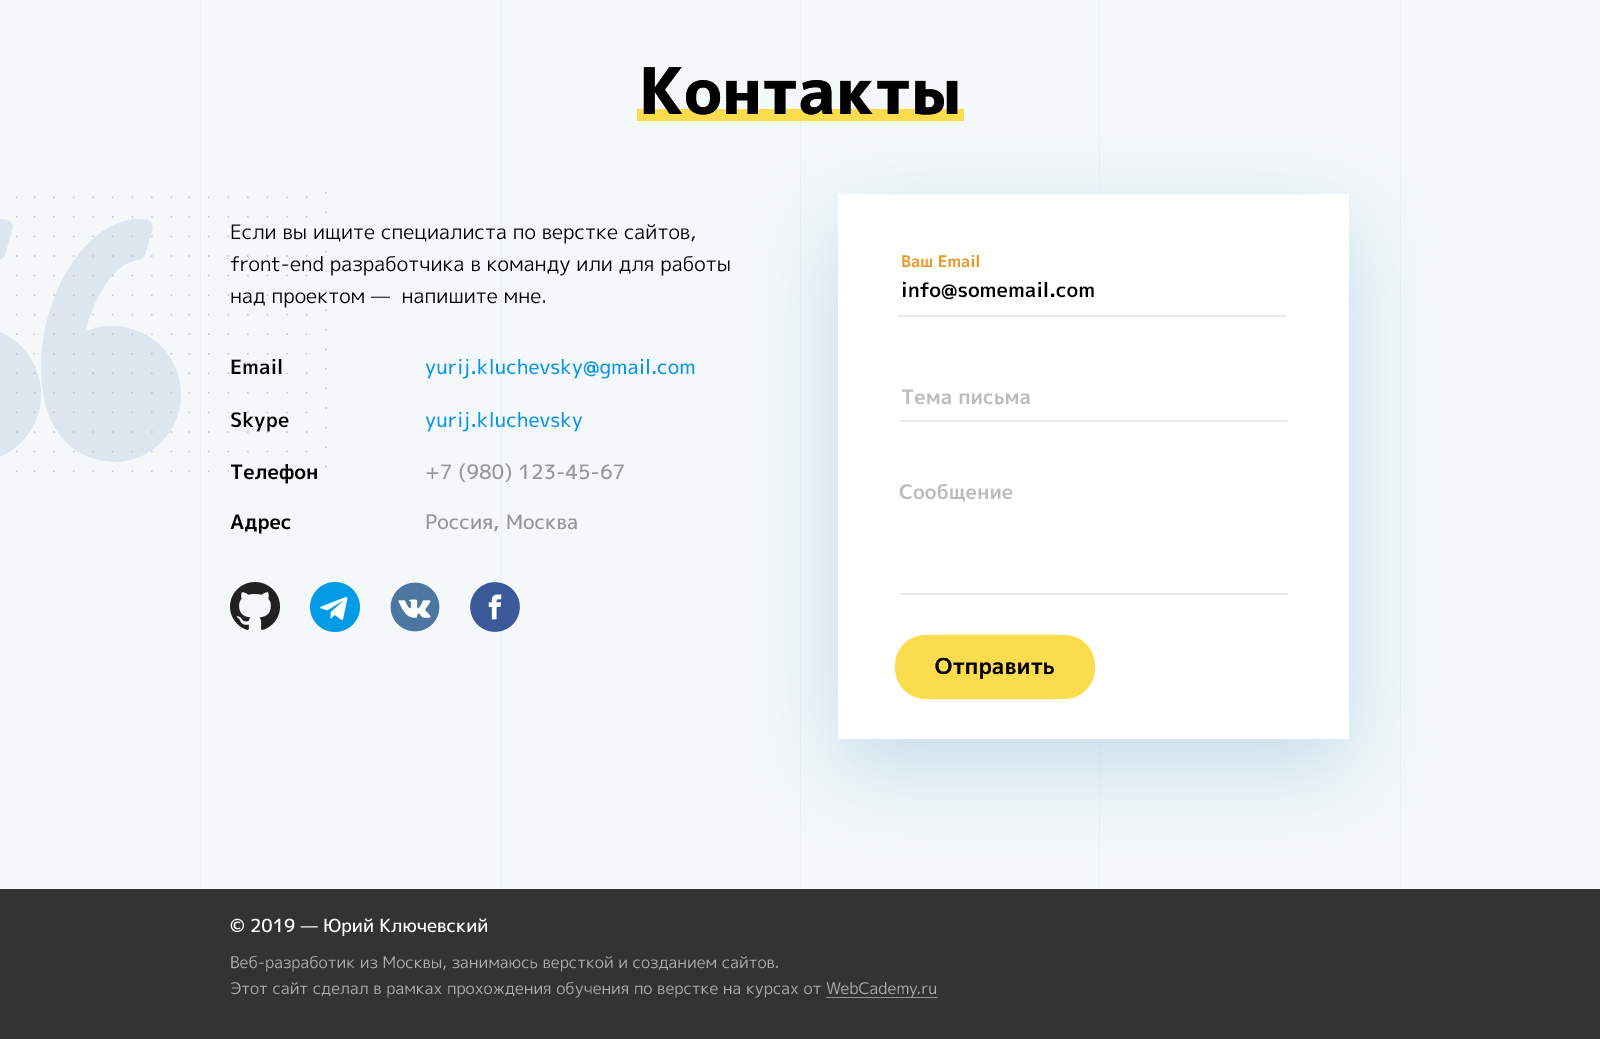 Контакты
Если вы ищите специалиста по верстке сайтов,
front-end разработчика в команду или для работы
над проектом — напишите мне.
Email yurij.kluchevsky@gmail.com
Skype yurij.kluchevsky
Телефон +7 (980) 123-45-67
Адрес Россия, Москва
Ваш Email
info@somemail.com
Тема письма
Сообщение
Отправить
© 2019 — Юрий Ключевский
Веб-разработик из Москвы, занимаюсь версткой и созданием сайтов.
Этот сайт сделал в рамках прохождения обучения по верстке на курсах от WebCademy.ru